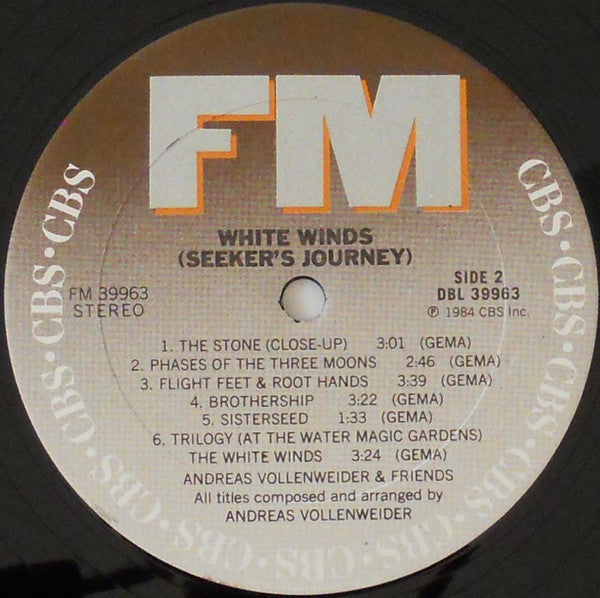 FM
WHITE WINDS
(SEEKER'S JOURNEY)
FM 39963
STEREO
SIDE 2
DBL 39963
℗ 1984 CBS Inc.
1. THE STONE (CLOSE-UP) 3:01 (GEMA)
2. PHASES OF THE THREE MOONS 2:46 (GEMA)
3. FLIGHT FEET & ROOT HANDS 3:39 (GEMA)
4. BROTHERSHIP 3:22 (GEMA)
5. SISTERSEED 1:33 (GEMA)
6. TRILOGY (AT THE WATER MAGIC GARDENS)
THE WHITE WINDS 3:24 (GEMA)
ANDREAS VOLLENWEIDER & FRIENDS
All titles composed and arranged by
ANDREAS VOLLENWEIDER
CBS · CBS · CBS · CBS · CBS · CBS · CBS · CBS · CBS · CBS · CBS